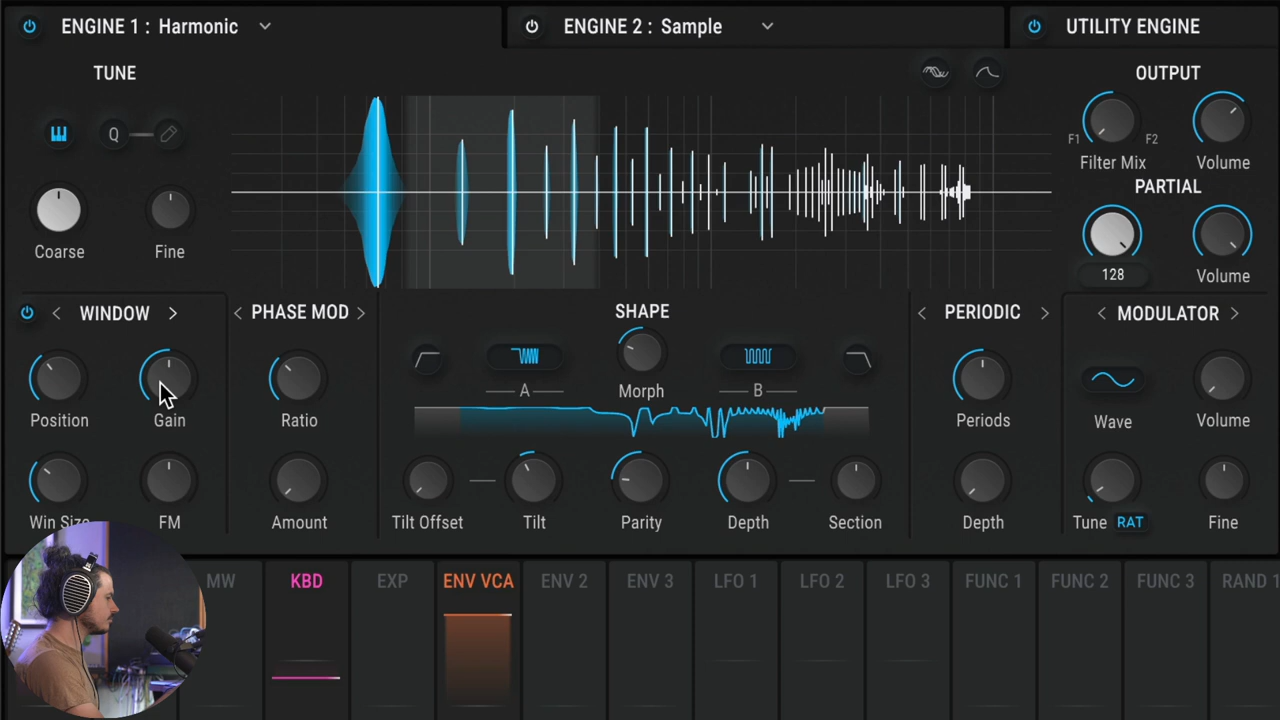 ENGINE 1 : Harmonic
ENGINE 2 : Sample
UTILITY ENGINE
TUNE
OUTPUT
Q
F1
F2
Filter Mix
Volume
PARTIAL
Coarse
Fine
128
Volume
WINDOW
PHASE MOD
SHAPE
PERIODIC
MODULATOR
Position
Gain
Ratio
A
Morph
B
Periods
Wave
Volume
FM
Amount
Tilt Offset
Tilt
Parity
Depth
Section
Depth
Tune RAT
Fine
MW
KBD
EXP
ENV VCA
ENV 2
ENV 3
LFO 1
LFO 2
LFO 3
FUNC 1
FUNC 2
FUNC 3
RAND 1